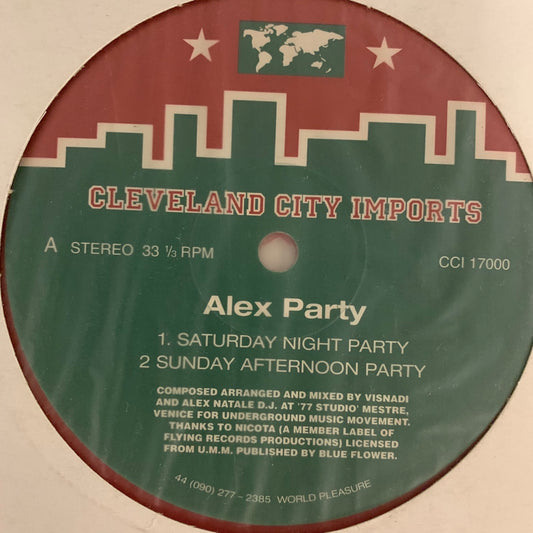 CLEVELAND CITY IMPORTS
A STEREO 33 ⅓ RPM
CCI 17000
Alex Party
1. SATURDAY NIGHT PARTY
2 SUNDAY AFTERNOON PARTY
COMPOSED ARRANGED AND MIXED BY VISNADI
AND ALEX NATALE D.J. AT '77 STUDIO' MESTRE,
VENICE FOR UNDERGROUND MUSIC MOVEMENT.
THANKS TO NICOTA (A MEMBER LABEL OF
FLYING RECORDS PRODUCTIONS) LICENSED
FROM U.M.M. PUBLISHED BY BLUE FLOWER.
44 (090) 277 - 2385 WORLD PLEASURE